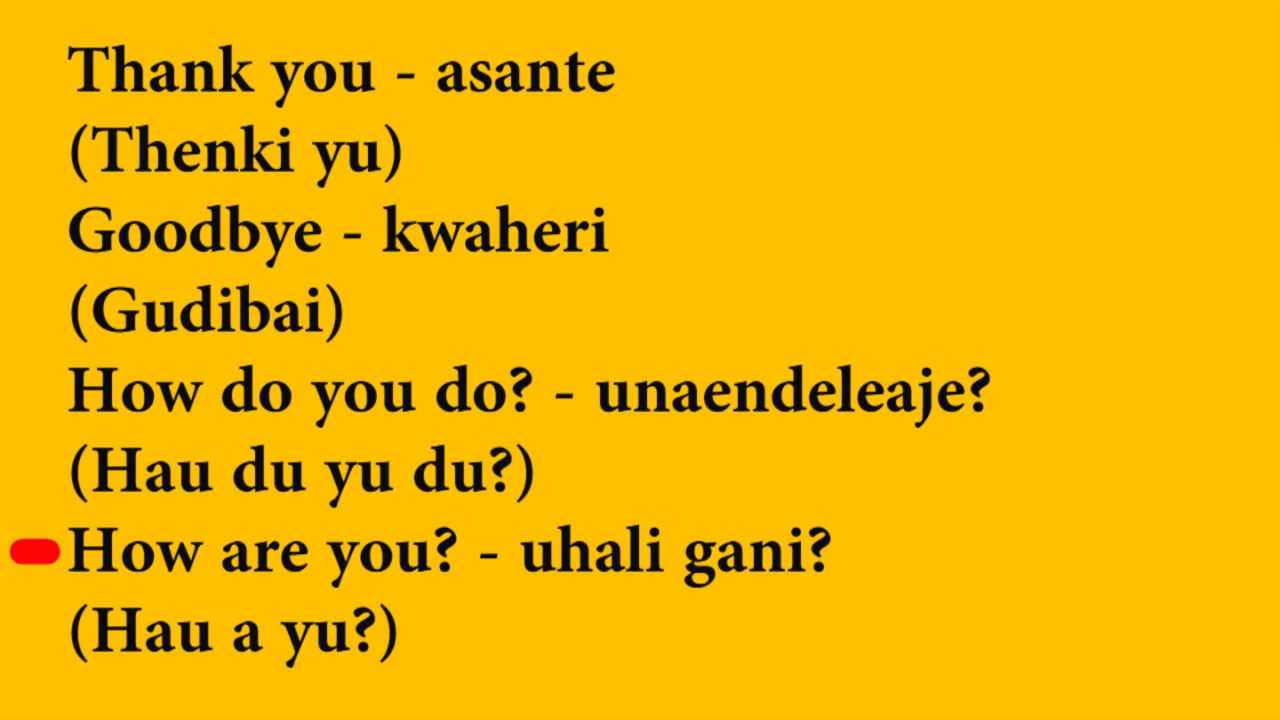 Thank you - asante
(Thenki yu)
Goodbye - kwaheri
(Gudibai)
How do you do? - unaendeleaje?
(Hau du yu du?)
How are you? - uhali gani?
(Hau a yu?)